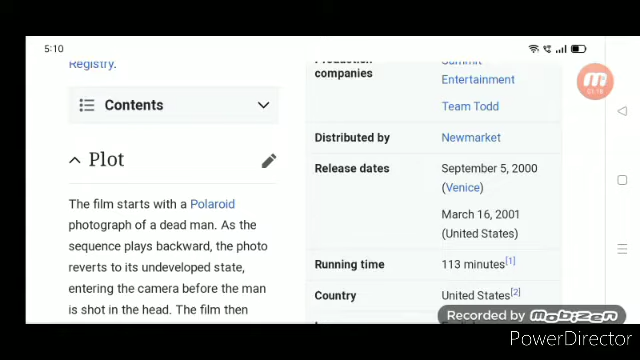 5:10
Registry.
Contents
Plot
The film starts with a Polaroid
photograph of a dead man. As the
sequence plays backward, the photo
reverts to its undeveloped state,
entering the camera before the man
is shot in the head. The film then
Production
companies
Summit
Entertainment
Team Todd
Distributed by
Newmarket
Release dates
September 5, 2000
(Venice)
March 16, 2001
(United States)
Running time
113 minutes[1]
Country
United States[2]
Recorded by Mobizen
PowerDirector